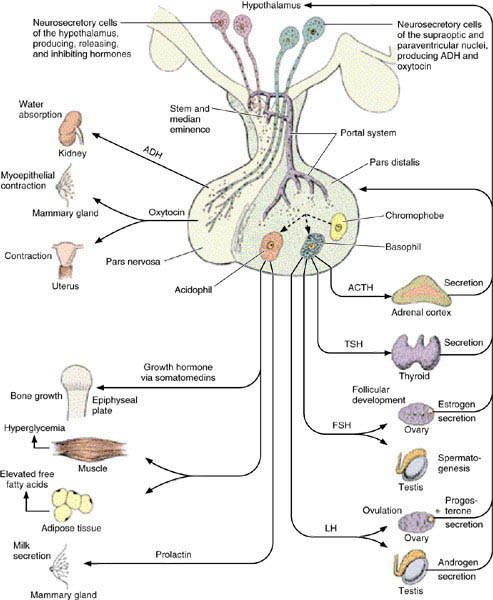 Hypothalamus
Neurosecretory cells
of the hypothalamus,
producing, releasing,
and inhibiting hormones
Neurosecretory cells
of the supraoptic and
paraventricular nuclei,
producing ADH and
oxytocin
Water
absorption
Kidney
ADH
Stem and
median
eminence
Portal system
Pars distalis
Myoepithelial
contraction
Mammary gland
Oxytocin
Chromophobe
Basophil
Contraction
Uterus
Pars nervosa
Acidophil
ACTH
Secretion
Adrenal cortex
TSH
Secretion
Thyroid
Growth hormone
via somatomedins
Bone growth
Epiphyseal
plate
Follicular
development
Estrogen
secretion
Ovary
FSH
Hyperglycemia
Muscle
Spermato-
genesis
Testis
Elevated free
fatty acids
Adipose tissue
Ovulation
Proges-
terone
secretion
Ovary
LH
Milk
secretion
Mammary gland
Prolactin
Androgen
secretion
Testis